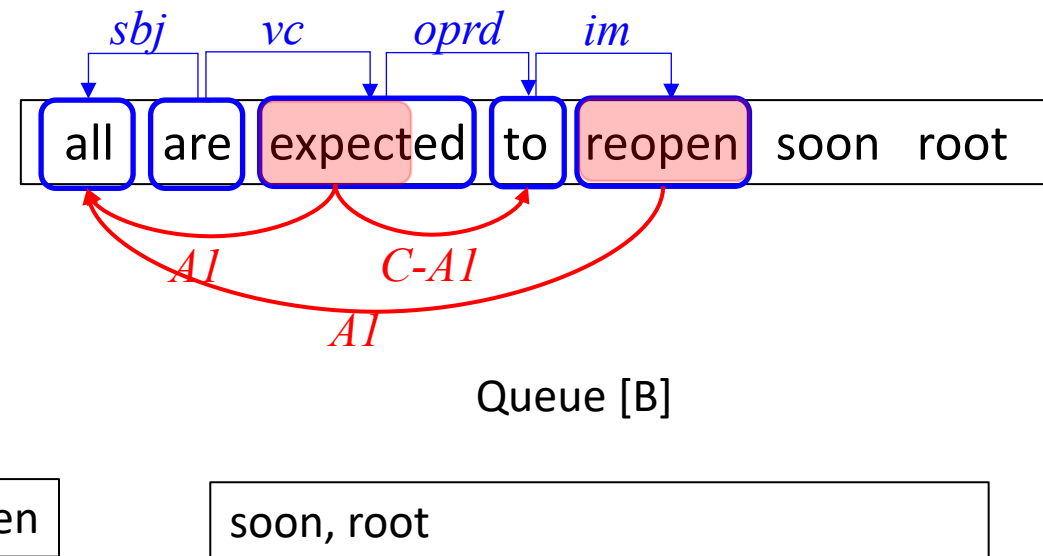 sbj vc oprd im
all are expected to reopen soon root
A1 C-A1
A1
Queue [B]
en soon, root